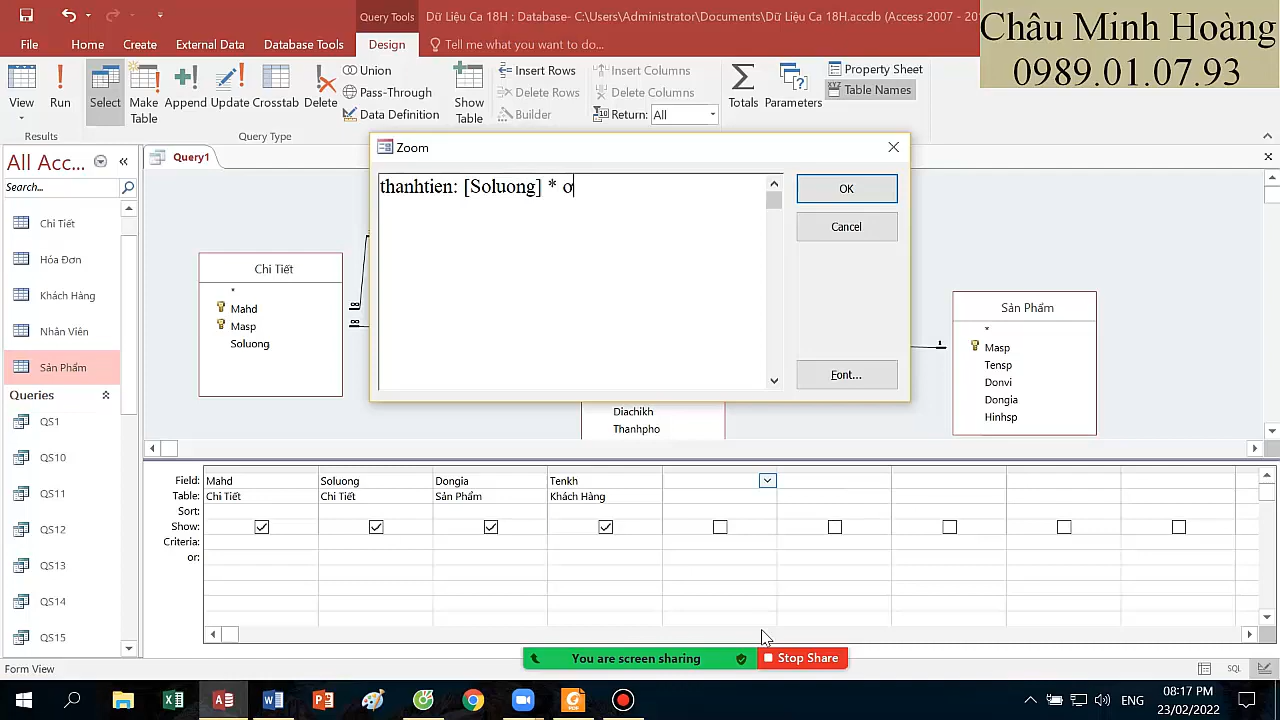 Query Tools
Dữ Liệu Ca 18H : Database- C:\Users\Administrator\Documents\Dữ Liệu Ca 18H.accdb (Access 2007 - 20
Châu Minh Hoàng
0989.01.07.93
File Home Create External Data Database Tools Design Tell me what you want to do...
View
Run
Select
Make Table
Append
Update
Crosstab
Delete
Union
Pass-Through
Data Definition
Show Table
Insert Rows
Delete Rows
Builder
Insert Columns
Delete Columns
Return: All
Totals
Parameters
Property Sheet
Table Names
Results
Query Type
All Acc...
Search...
Chi Tiết
Hóa Đơn
Khách Hàng
Nhân Viên
Sản Phẩm
Queries
QS1
QS10
QS11
QS12
QS13
QS14
QS15
Query1
Chi Tiết
*
Mahd
Masp
Soluong
Zoom
thanhtien: [Soluong] * ơ
OK
Cancel
Font...
Diachikh
Thanhpho
Sản Phẩm
*
Masp
Tensp
Donvi
Dongia
Hinhsp
Field: Mahd Soluong Dongia Tenkh
Table: Chi Tiết Chi Tiết Sản Phẩm Khách Hàng
Sort:
Show:
Criteria:
or:
You are screen sharing Stop Share
Form View
SQL
ENG
08:17 PM
23/02/2022